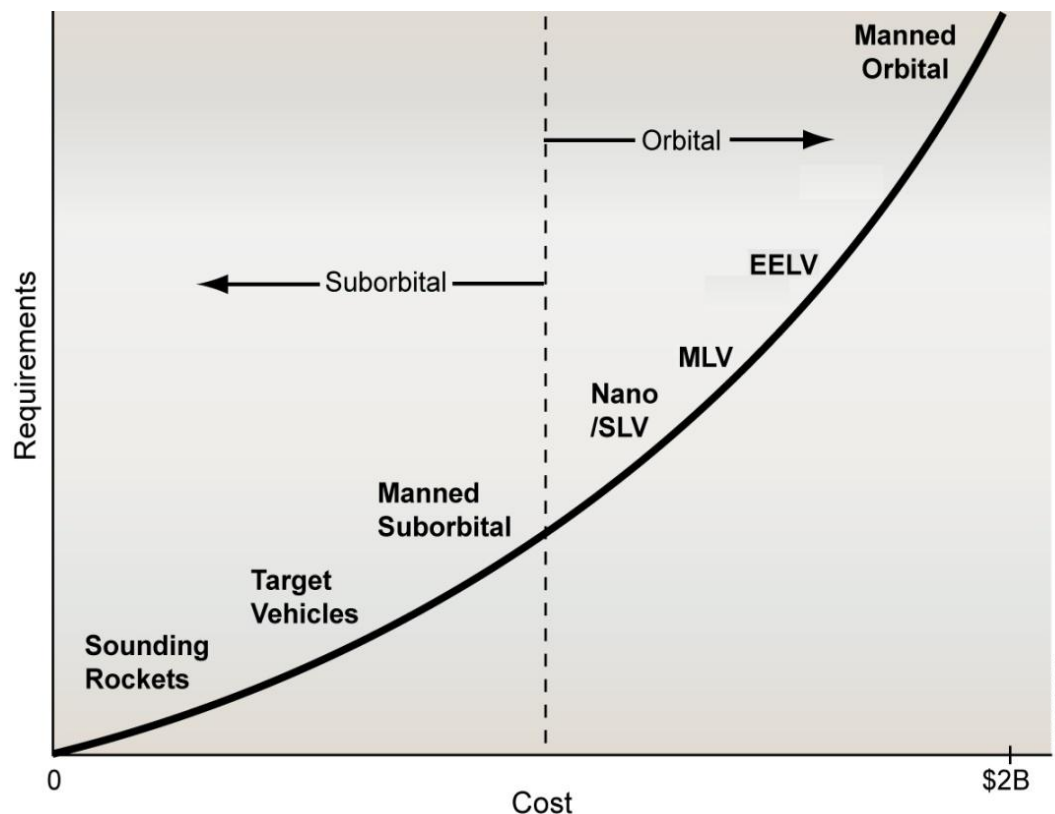 Manned
Orbital
Orbital
Suborbital
EELV
MLV
Nano
/SLV
Manned
Suborbital
Target
Vehicles
Sounding
Rockets
Requirements
0
$2B
Cost